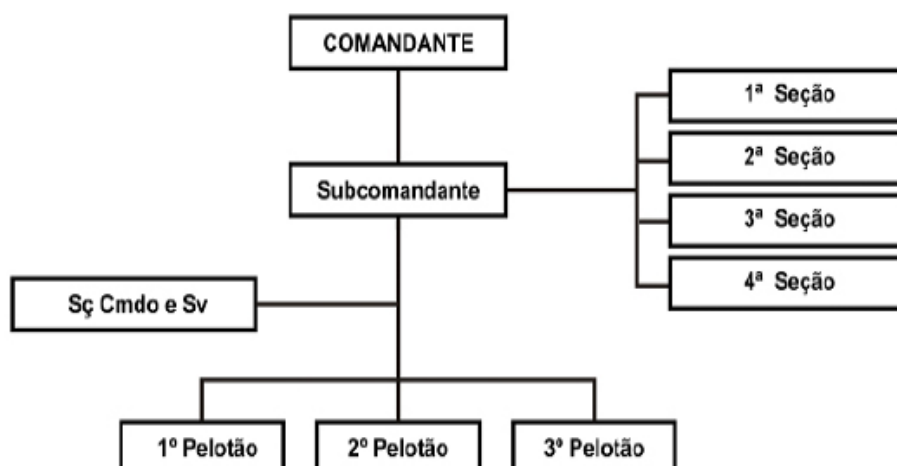 COMANDANTE
1ª Seção
2ª Seção
Subcomandante
3ª Seção
4ª Seção
Sç Cmdo e Sv
1º Pelotão
2º Pelotão
3º Pelotão